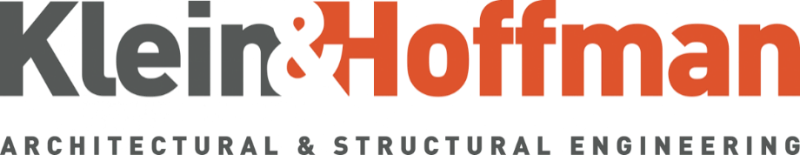 Klein&Hoffman
ARCHITECTURAL & STRUCTURAL ENGINEERING